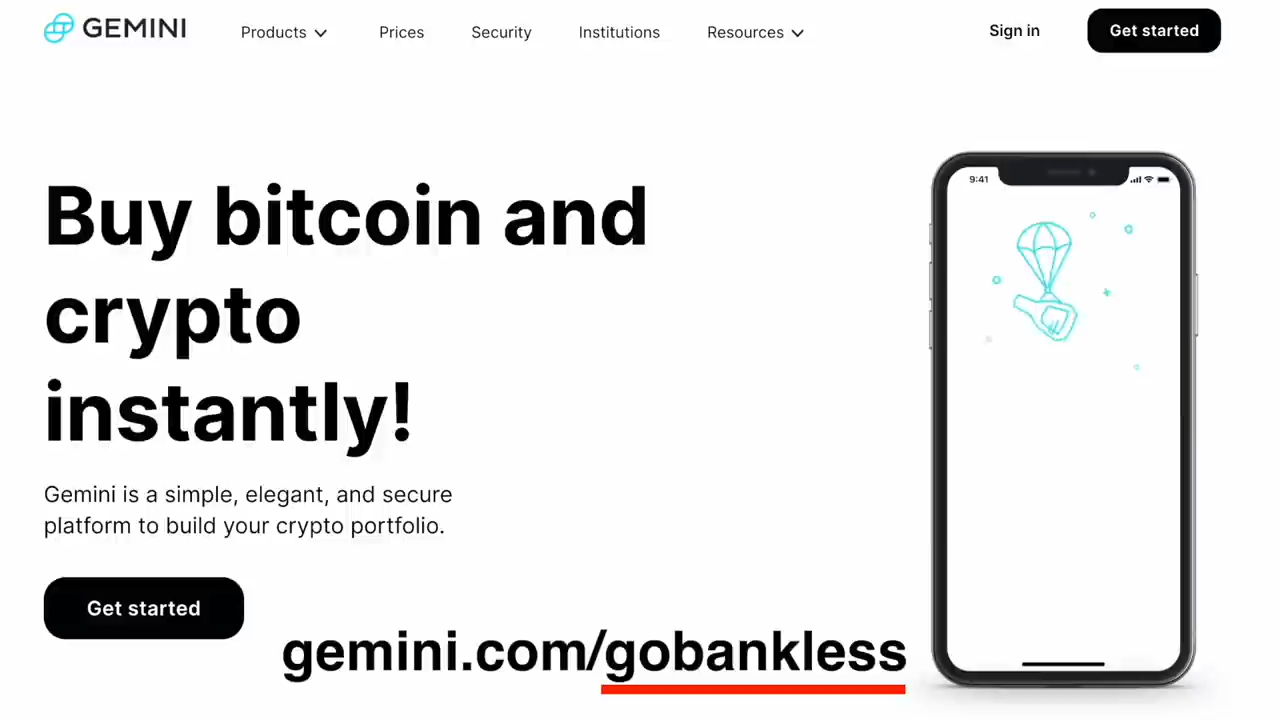 GEMINI
Products
Prices
Security
Institutions
Resources
Sign in
Get started
Buy bitcoin and
crypto
instantly!
Gemini is a simple, elegant, and secure
platform to build your crypto portfolio.
Get started
gemini.com/gobankless
9:41